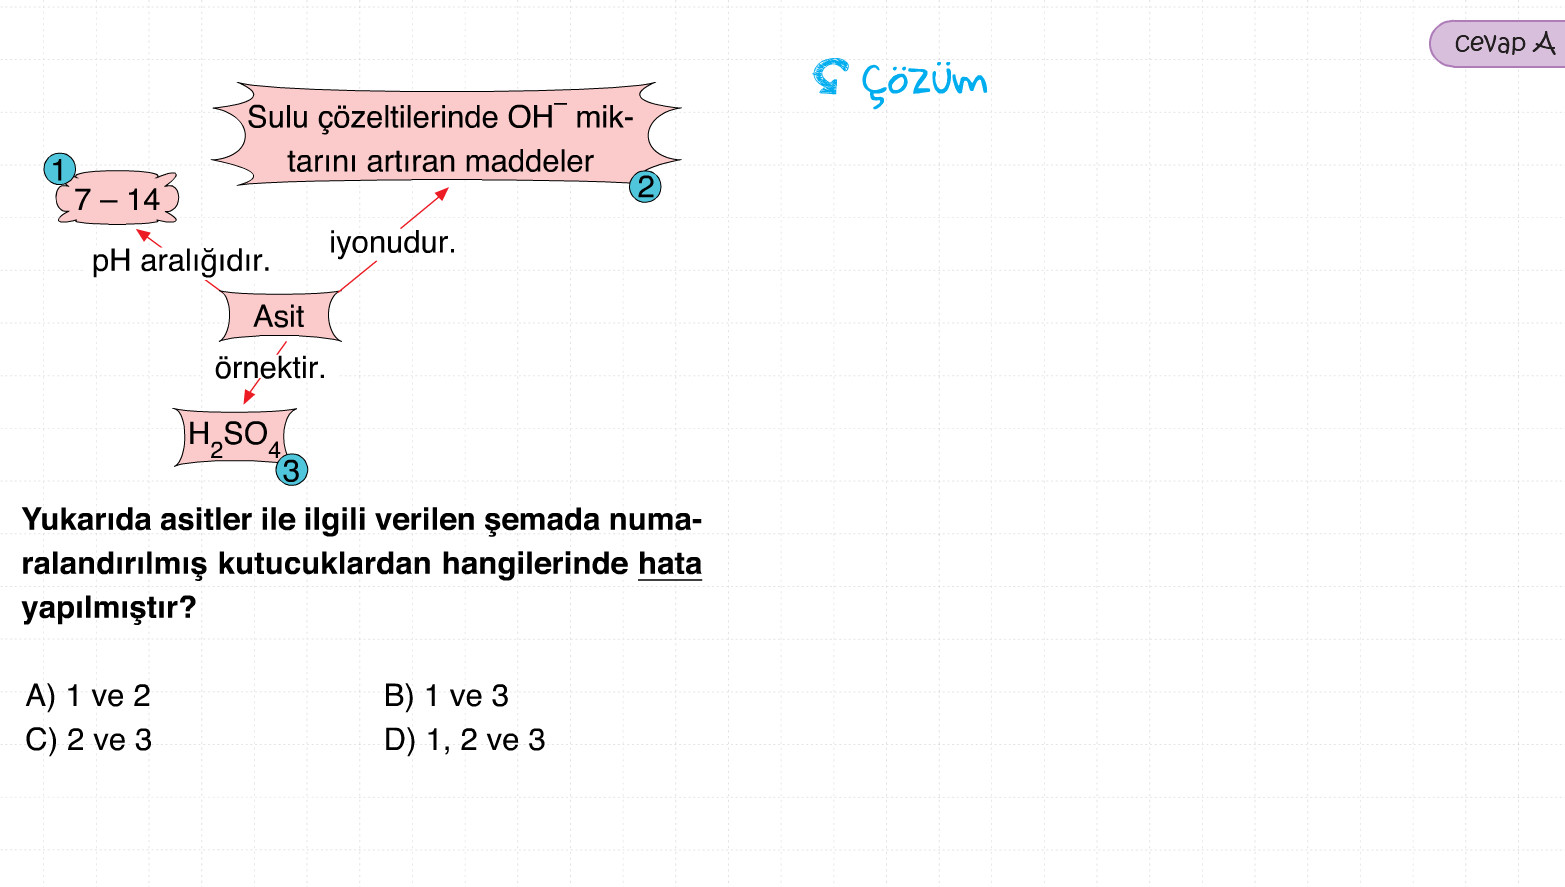 Cevap A
Çözüm
Sulu çözeltilerinde OH⁻ mik-
tarını artıran maddeler
2
1
7 – 14
iyonudur.
pH aralığıdır.
Asit
örnektir.
H₂SO₄
3
Yukarıda asitler ile ilgili verilen şemada numa-
ralandırılmış kutucuklardan hangilerinde hata
yapılmıştır?
A) 1 ve 2
B) 1 ve 3
C) 2 ve 3
D) 1, 2 ve 3